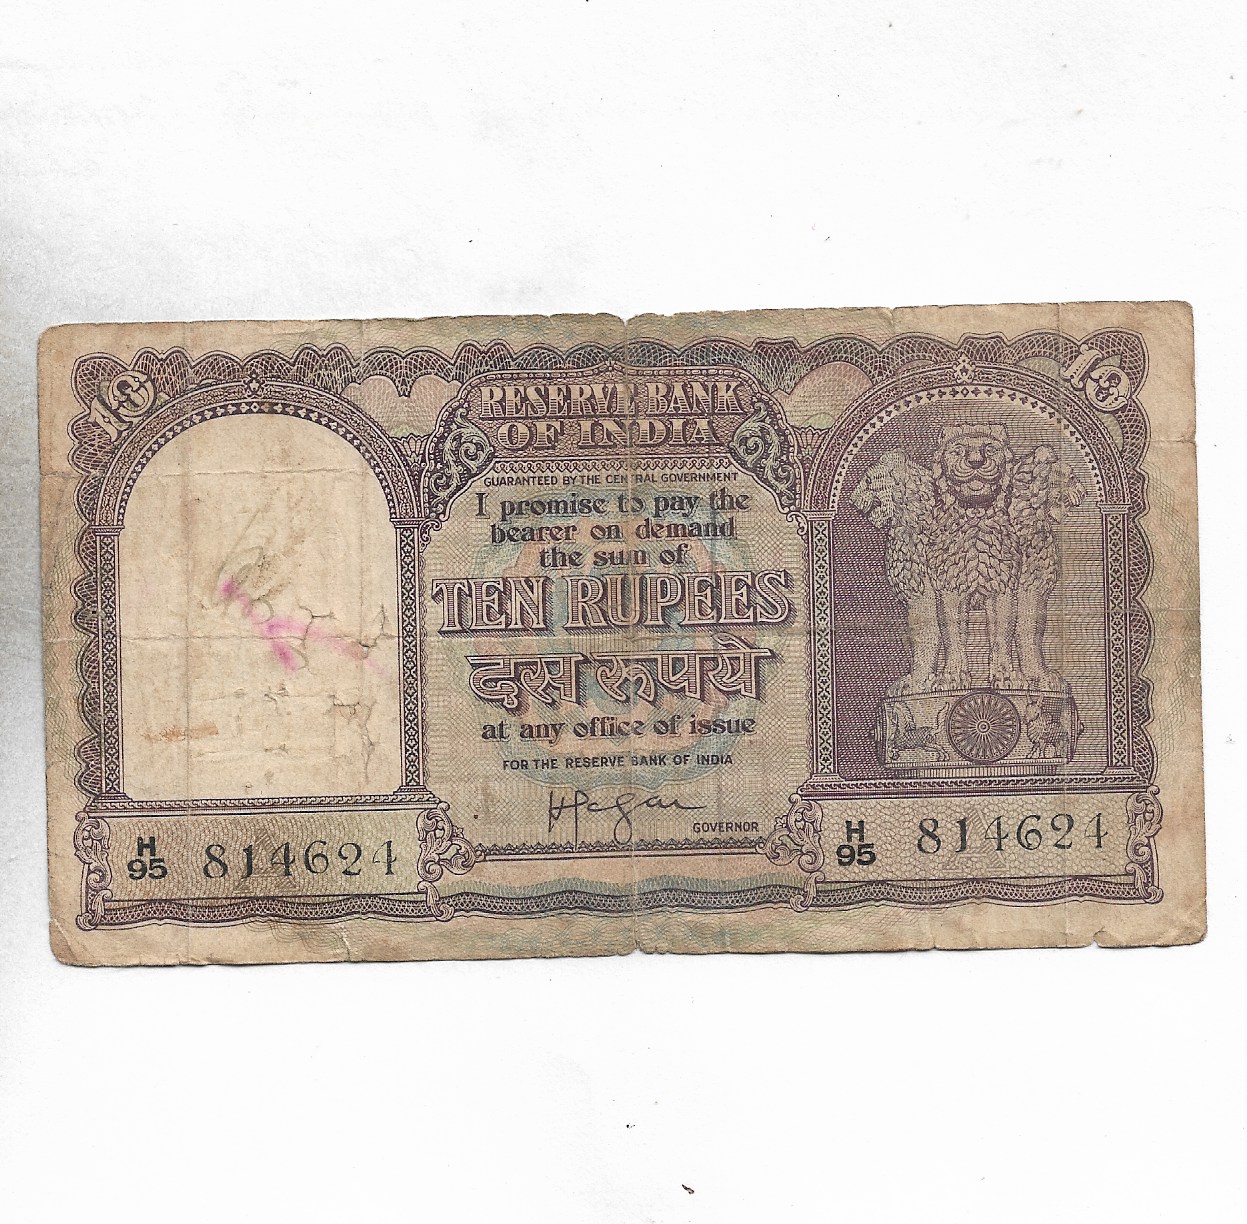 10
10
RESERVE BANK
OF INDIA
GUARANTEED BY THE CENTRAL GOVERNMENT
I promise to pay the
bearer on demand
the sum of
TEN RUPEES
दस रूपये
at any office of issue
FOR THE RESERVE BANK OF INDIA
GOVERNOR
H
95 814624
H
95 814624